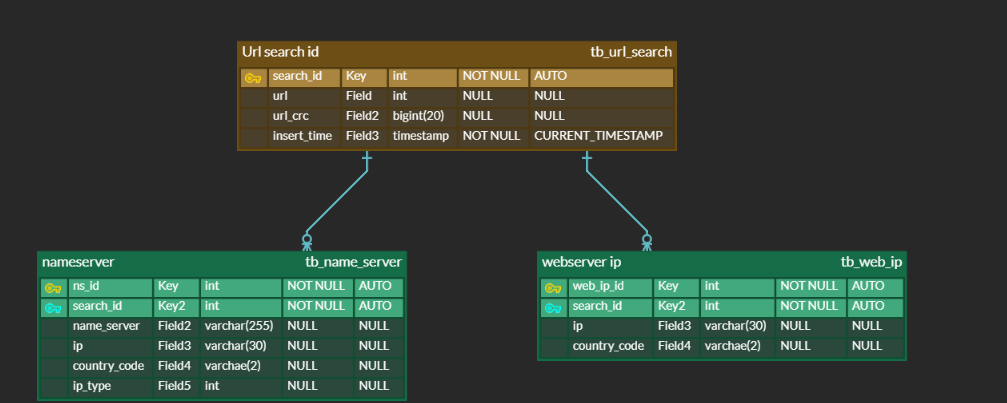 Url search id tb_url_search
search_id Key int NOT NULL AUTO
url Field int NULL NULL
url_crc Field2 bigint(20) NULL NULL
insert_time Field3 timestamp NOT NULL CURRENT_TIMESTAMP
nameserver tb_name_server
ns_id Key int NOT NULL AUTO
search_id Key2 int NOT NULL AUTO
name_server Field2 varchar(255) NULL NULL
ip Field3 varchar(30) NULL NULL
country_code Field4 varchae(2) NULL NULL
ip_type Field5 int NULL NULL
webserver ip tb_web_ip
web_ip_id Key int NOT NULL AUTO
search_id Key2 int NOT NULL AUTO
ip Field3 varchar(30) NULL NULL
country_code Field4 varchae(2) NULL NULL